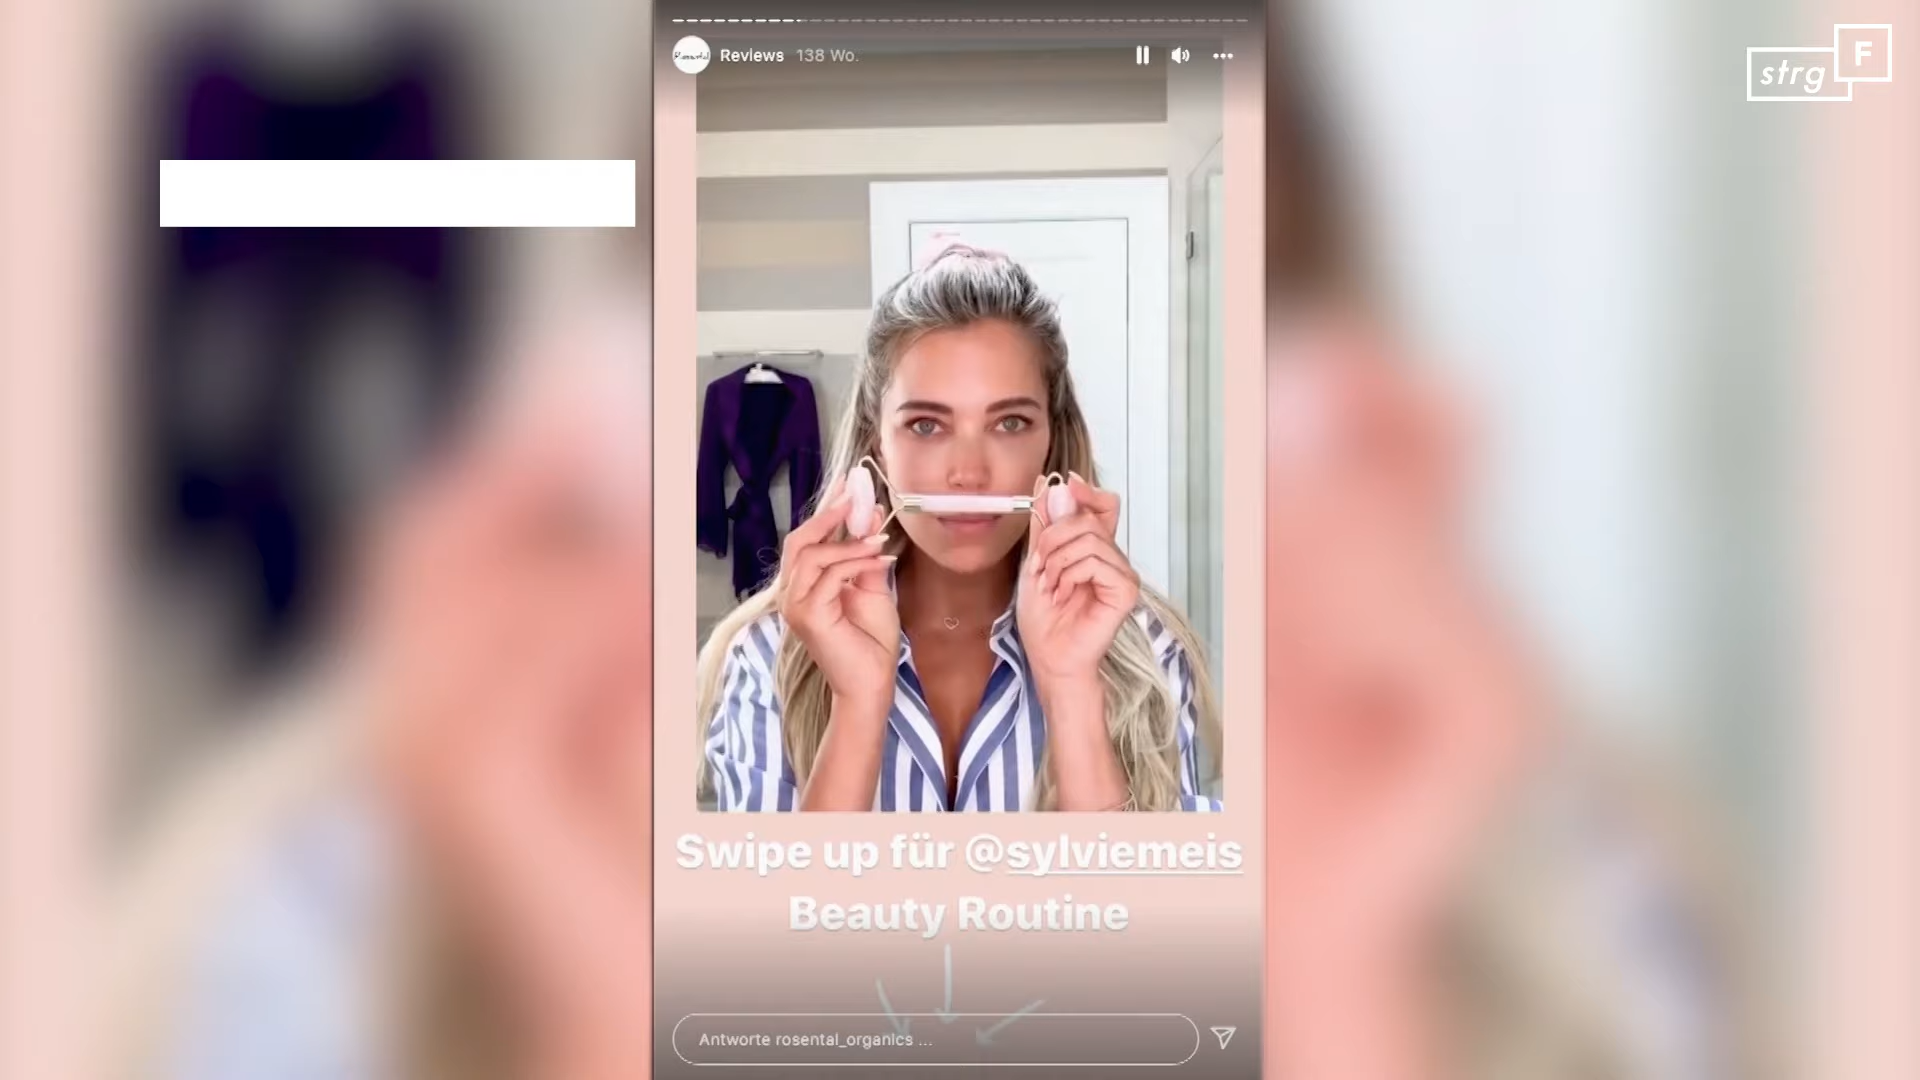 Reviews 138 Wo.
strg F
Swipe up für @sylviemeis
Beauty Routine
Antworte rosental_organics ...